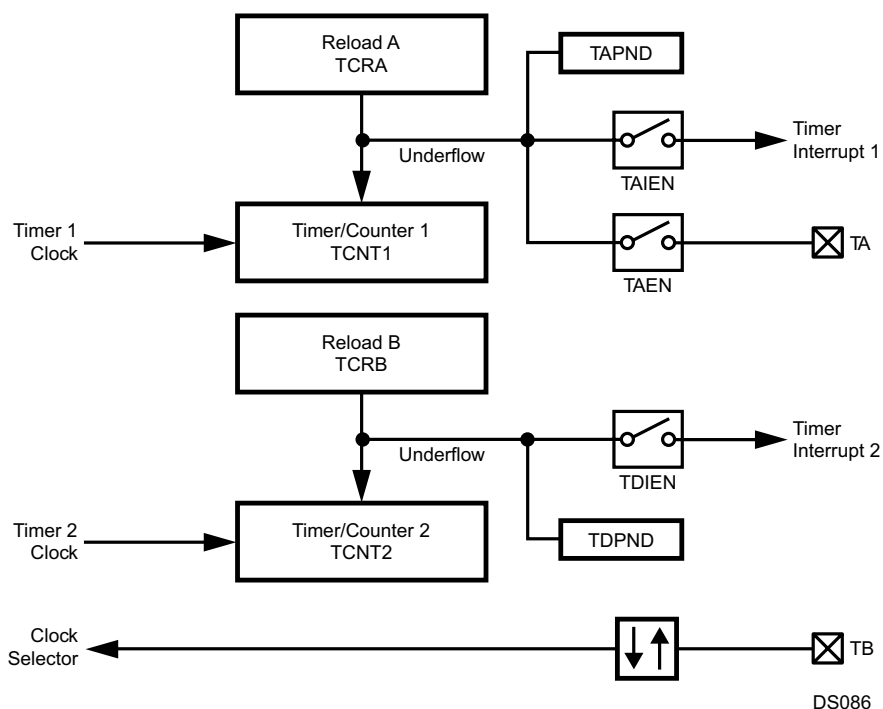 Reload A
TCRA
TAPND
Underflow
TAIEN
Timer
Interrupt 1
Timer 1
Clock
Timer/Counter 1
TCNT1
TAEN
TA
Reload B
TCRB
Underflow
TDIEN
Timer
Interrupt 2
Timer 2
Clock
Timer/Counter 2
TCNT2
TDPND
Clock
Selector
TB
DS086